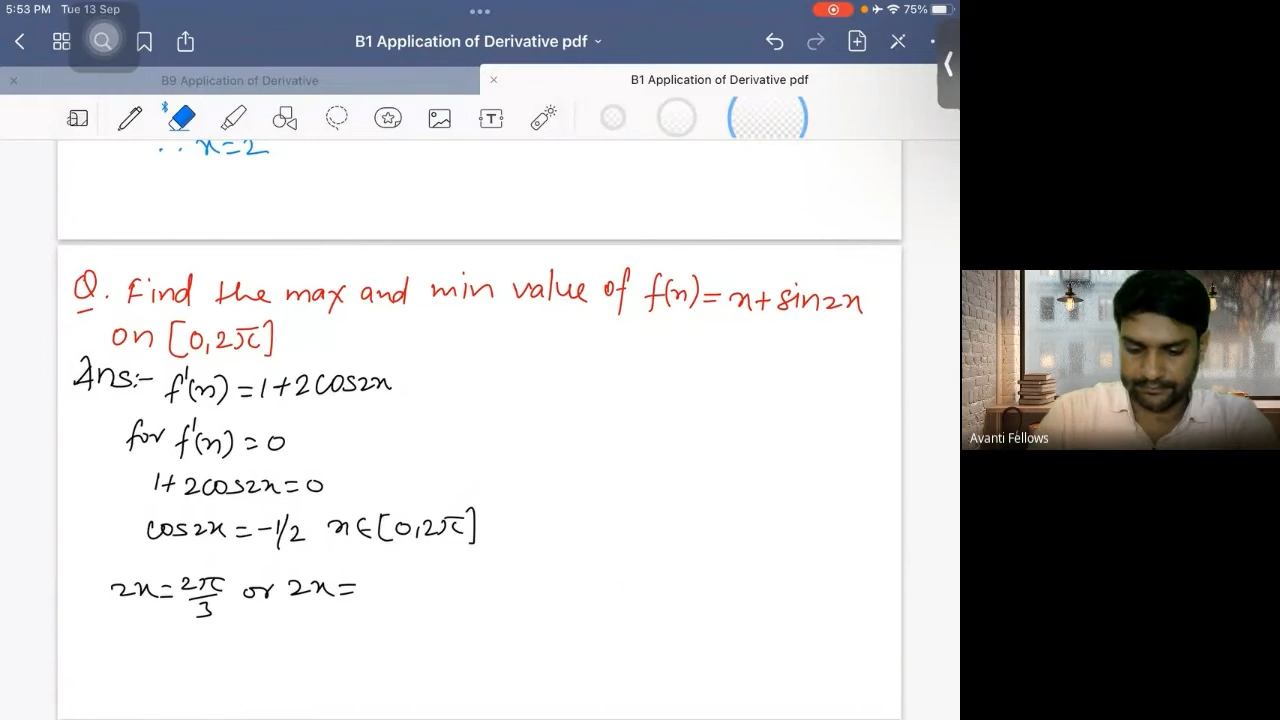 5:53 PM Tue 13 Sep
75%
B1 Application of Derivative pdf
B9 Application of Derivative
B1 Application of Derivative pdf
∴ x=2
Q. Find the max and min value of f(x)=x+sin2x
on [0,2π]
Ans:- f'(x)=1+2cos2x
for f'(x)=0
1+2cos2x=0
cos2x=-1/2 x∈[0,2π]
2x=2π/3 or 2x=
Avanti Fellows